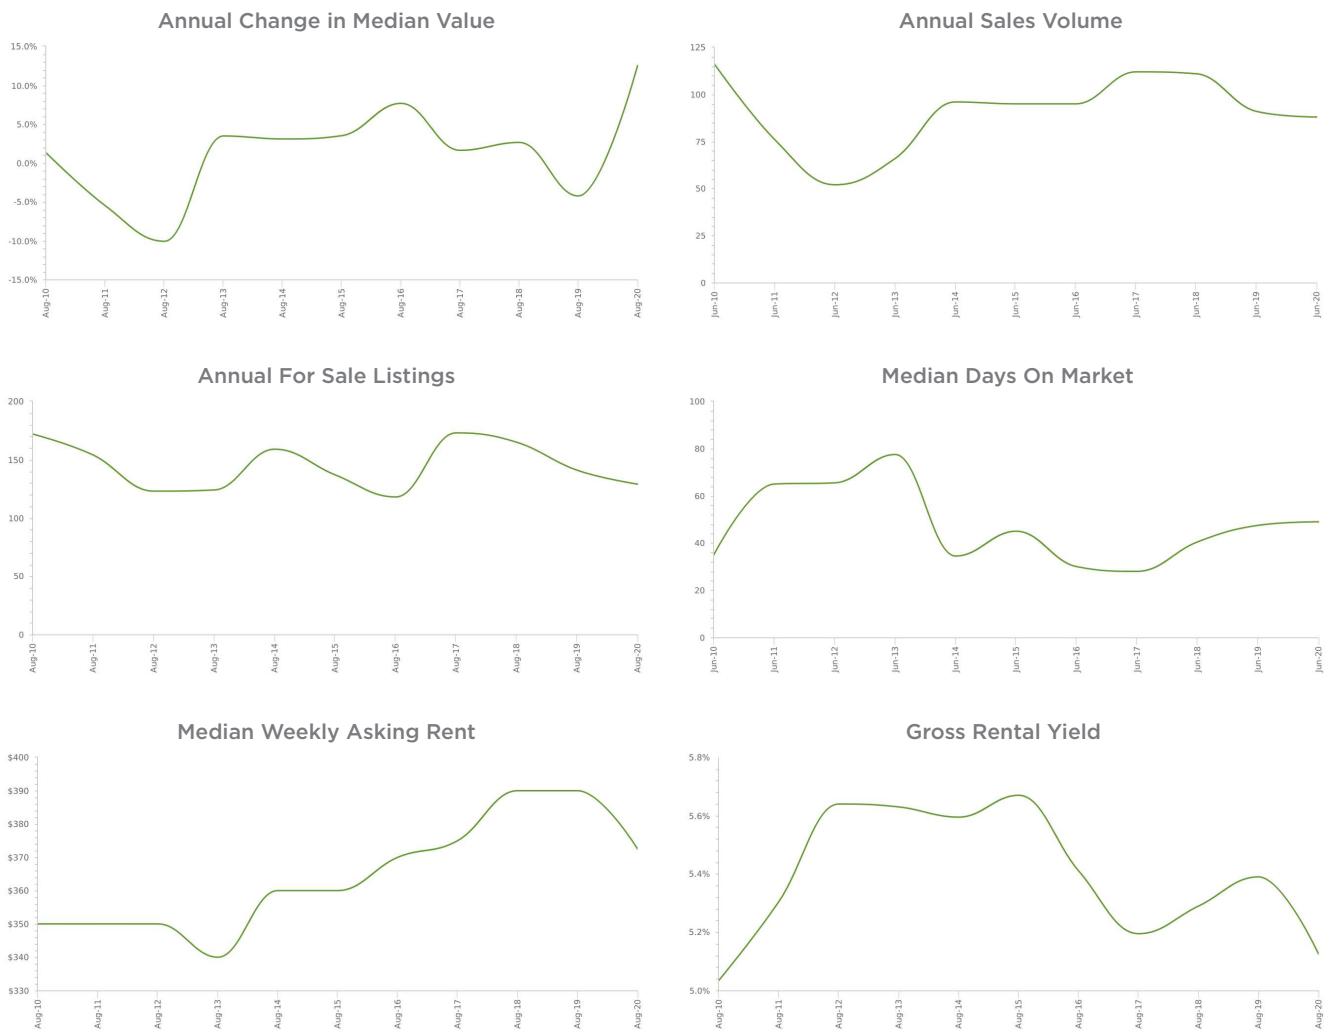 Annual Change in Median Value
15.0%
10.0%
5.0%
0.0%
-5.0%
-10.0%
-15.0%
Aug-10
Aug-11
Aug-12
Aug-13
Aug-14
Aug-15
Aug-16
Aug-17
Aug-18
Aug-19
Aug-20
Annual Sales Volume
125
100
75
50
25
0
Jun-10
Jun-11
Jun-12
Jun-13
Jun-14
Jun-15
Jun-16
Jun-17
Jun-18
Jun-19
Jun-20
Annual For Sale Listings
200
150
100
50
0
Aug-10
Aug-11
Aug-12
Aug-13
Aug-14
Aug-15
Aug-16
Aug-17
Aug-18
Aug-19
Aug-20
Median Days On Market
100
80
60
40
20
0
Jun-10
Jun-11
Jun-12
Jun-13
Jun-14
Jun-15
Jun-16
Jun-17
Jun-18
Jun-19
Jun-20
Median Weekly Asking Rent
$400
$390
$380
$370
$360
$350
$340
$330
Aug-10
Aug-11
Aug-12
Aug-13
Aug-14
Aug-15
Aug-16
Aug-17
Aug-18
Aug-19
Aug-20
Gross Rental Yield
5.8%
5.6%
5.4%
5.2%
5.0%
Aug-10
Aug-11
Aug-12
Aug-13
Aug-14
Aug-15
Aug-16
Aug-17
Aug-18
Aug-19
Aug-20